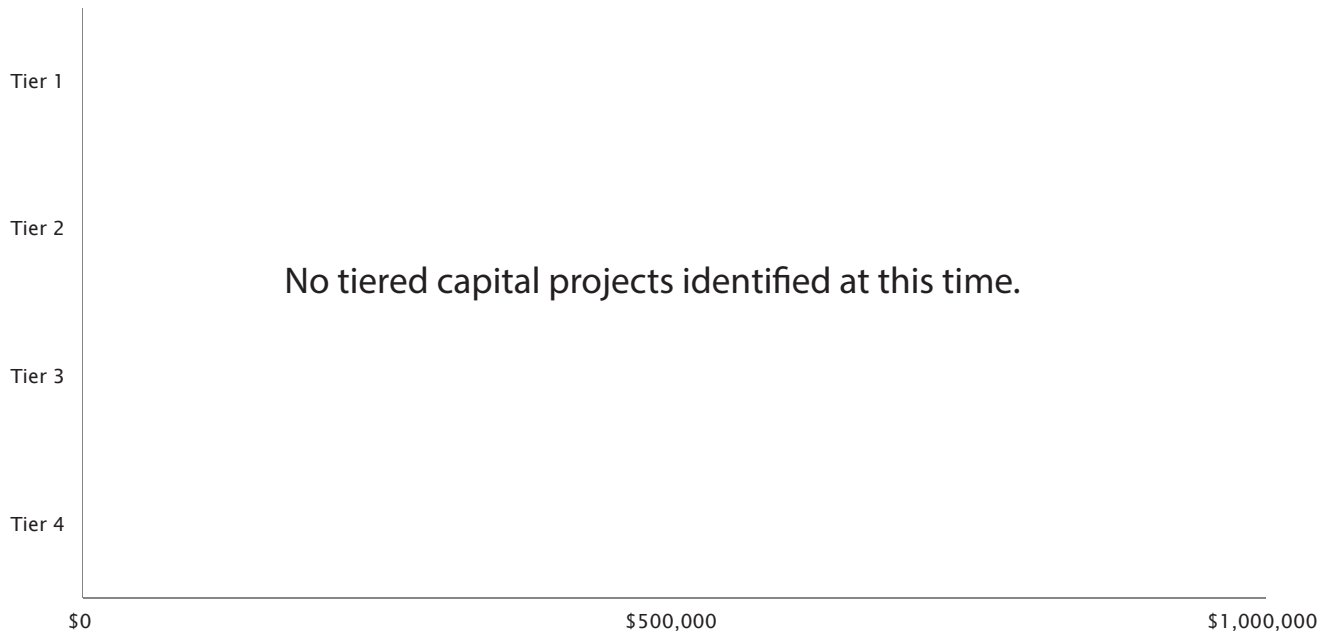 Tier 1
Tier 2
No tiered capital projects identified at this time.
Tier 3
Tier 4
$0 $500,000 $1,000,000